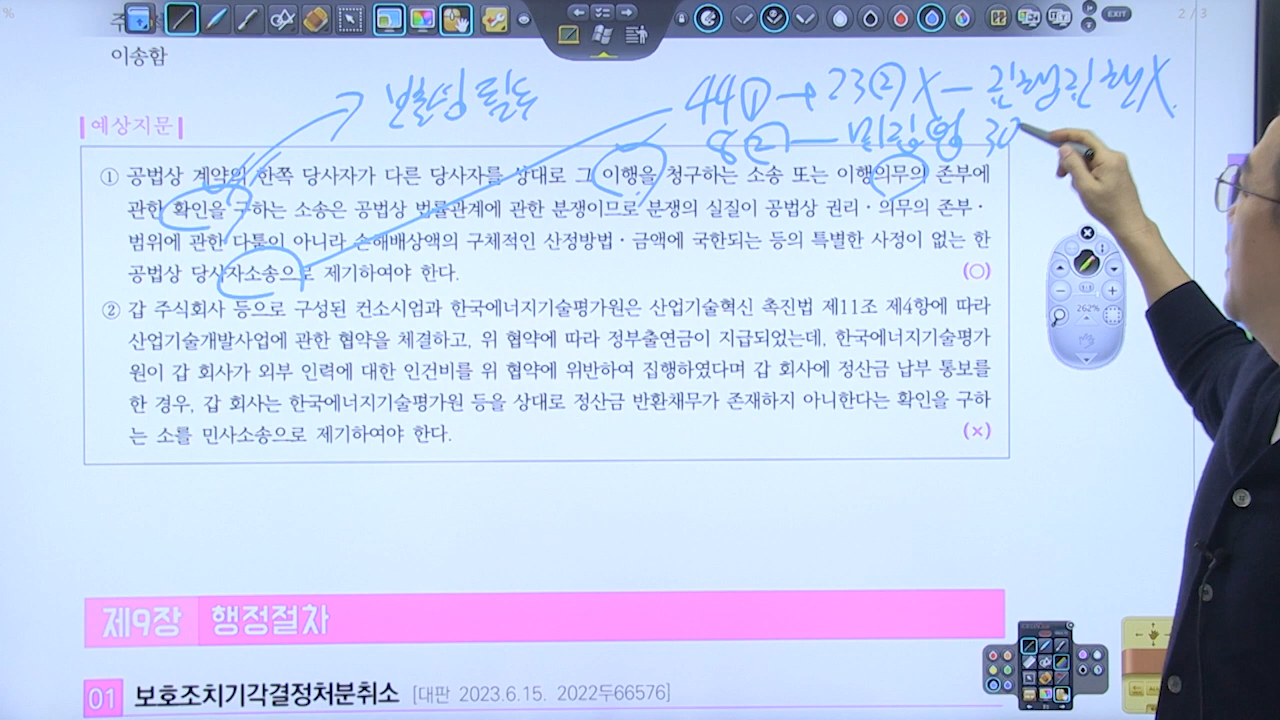 %
2 / 3
EXIT
이송함
보충성 필수
44① → 23② X - 집행 X
8② - 민집법 30
예상지문
① 공법상 계약의 한쪽 당사자가 다른 당사자를 상대로 그 이행을 청구하는 소송 또는 이행의무의 존부에
관한 확인을 구하는 소송은 공법상 법률관계에 관한 분쟁이므로 분쟁의 실질이 공법상 권리·의무의 존부·
범위에 관한 다툼이 아니라 손해배상액의 구체적인 산정방법·금액에 국한되는 등의 특별한 사정이 없는 한
공법상 당사자소송으로 제기하여야 한다. (○)
② 갑 주식회사 등으로 구성된 컨소시엄과 한국에너지기술평가원은 산업기술혁신 촉진법 제11조 제4항에 따라
산업기술개발사업에 관한 협약을 체결하고, 위 협약에 따라 정부출연금이 지급되었는데, 한국에너지기술평가
원이 갑 회사가 외부 인력에 대한 인건비를 위 협약에 위반하여 집행하였다며 갑 회사에 정산금 납부 통보를
한 경우, 갑 회사는 한국에너지기술평가원 등을 상대로 정산금 반환채무가 존재하지 아니한다는 확인을 구하
는 소를 민사소송으로 제기하여야 한다. (×)
262%
제9장 행정절차
01 보호조치기각결정처분취소 [대판 2023.6.15. 2022두66576]